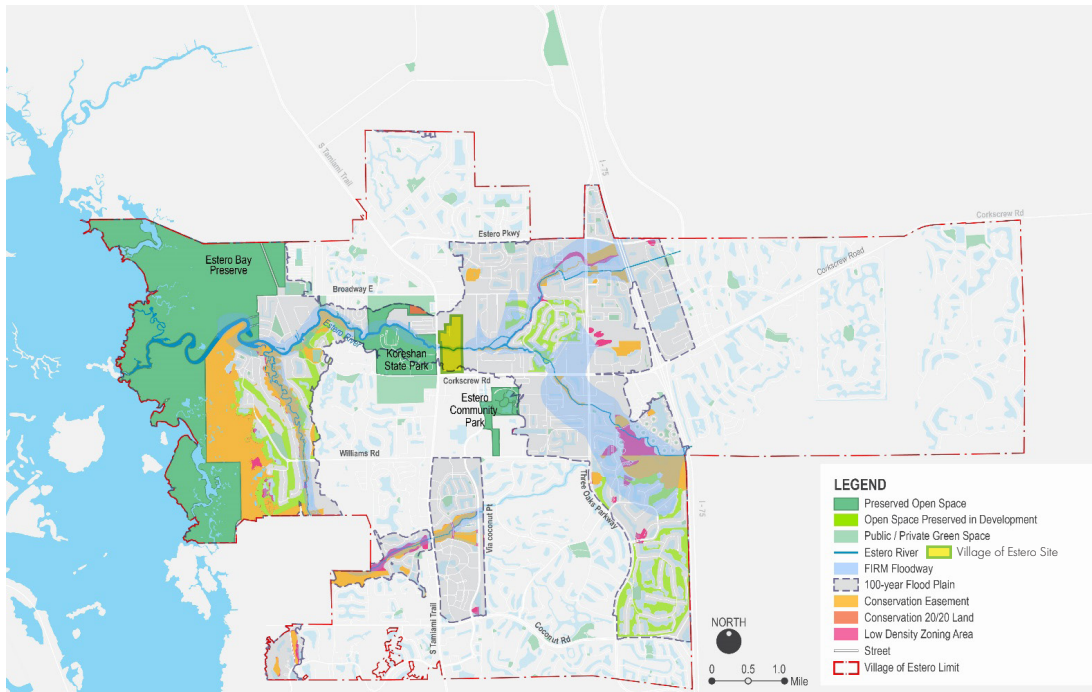 S Tamiami Trail
I - 75
Corkscrew Rd
Estero Pkwy
Corkscrew Road
Estero Bay
Preserve
Broadway E
Estero River
Koreshan
State Park
Corkscrew Rd
Estero
Community
Park
Williams Rd
Three Oaks Parkway
Via coconut Pt
I - 75
S Tamiami Trail
Coconut Rd
NORTH
0 0.5 1.0
Mile
LEGEND
Preserved Open Space
Open Space Preserved in Development
Public / Private Green Space
Estero River Village of Estero Site
FIRM Floodway
100-year Flood Plain
Conservation Easement
Conservation 20/20 Land
Low Density Zoning Area
Street
Village of Estero Limit